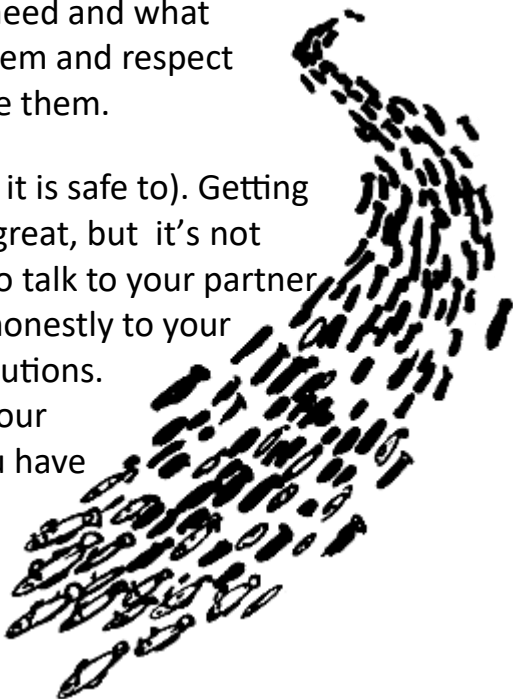 need and what
em and respect
e them.
it is safe to). Getting
great, but it's not
o talk to your partner
honestly to your
utions.
our
u have